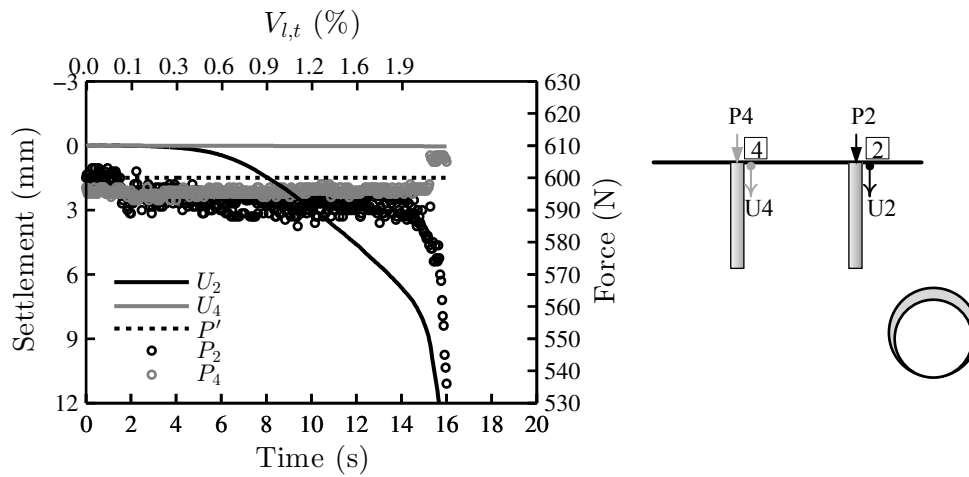 V_{l,t} (%)
0.0 0.1 0.3 0.6 0.9 1.2 1.6 1.9
−3 0 3 6 9 12
Settlement (mm)
630 620 610 600 590 580 570 560 550 540 530
Force (N)
U_2
U_4
P′
P_2
P_4
0 2 4 6 8 10 12 14 16 18 20
Time (s)
P4 P2
4 2
U4 U2